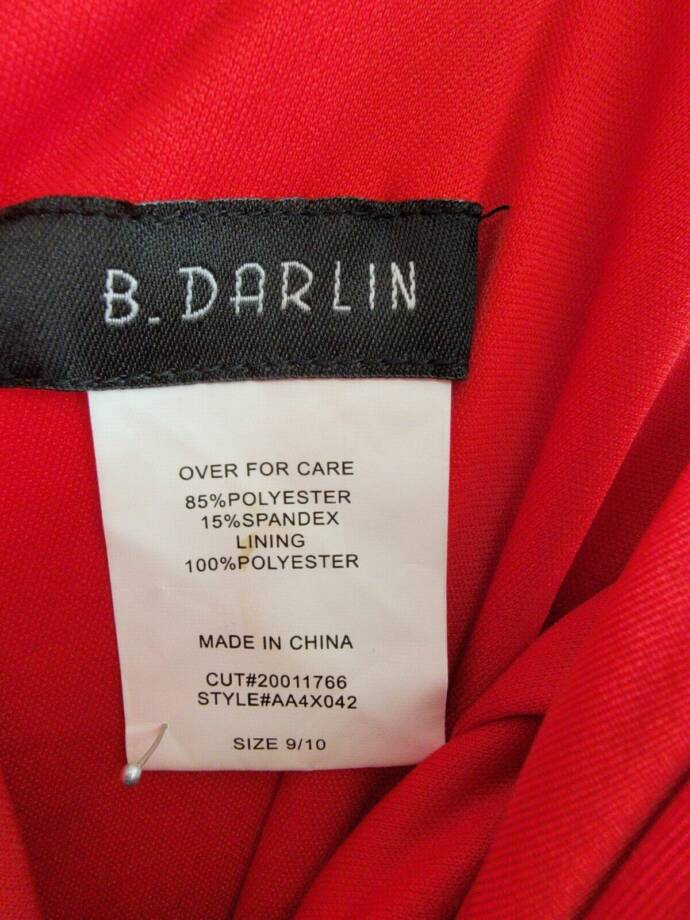 B. DARLIN
OVER FOR CARE
85%POLYESTER
15%SPANDEX
LINING
100%POLYESTER
MADE IN CHINA
CUT#20011766
STYLE#AA4X042
SIZE 9/10